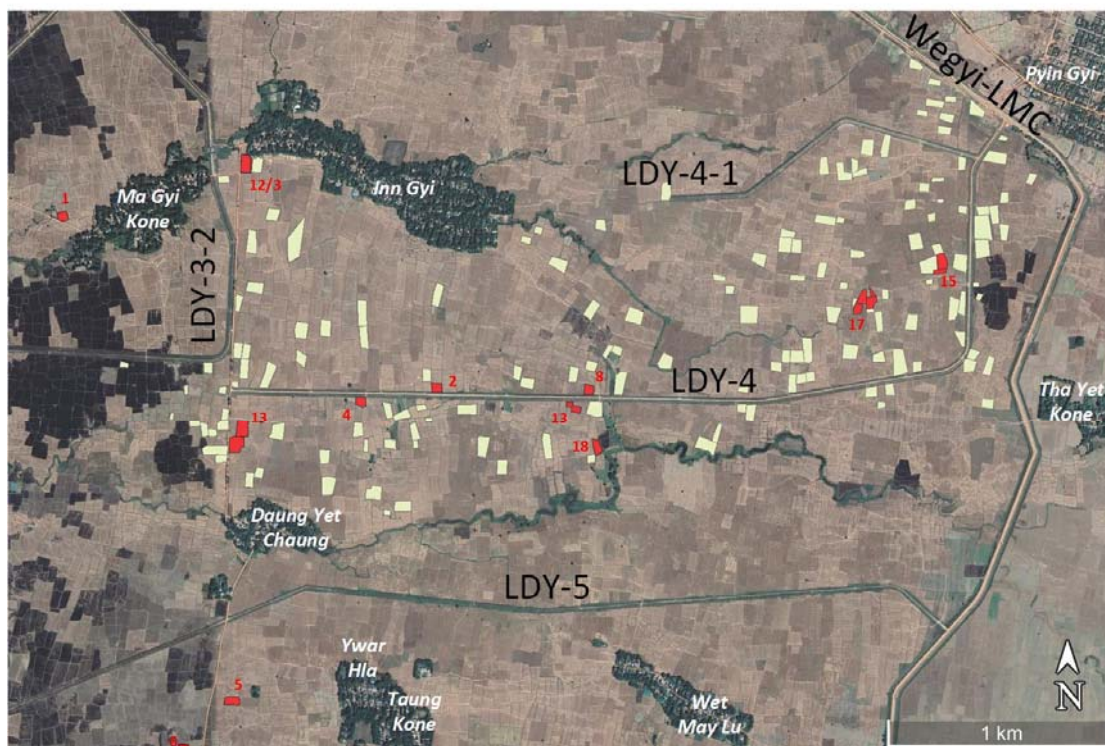 Wegyi-LMC
Pyin Gyi
LDY-4-1
12/3
Inn Gyi
1
Ma Gyi
Kone
LDY-3-2
15
17
2
8
LDY-4
Tha Yet
Kone
4
13
13
18
Daung Yet
Chaung
LDY-5
Ywar
Hla
5
Taung
Kone
Wet
May Lu
N
1 km